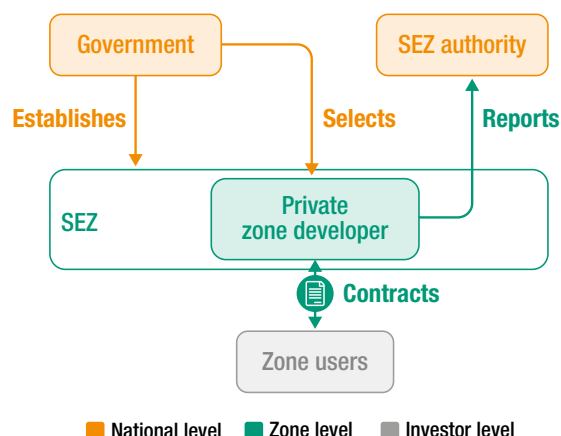 Government
SEZ authority
Establishes
Selects
Reports
SEZ
Private
zone developer
Contracts
Zone users
National level
Zone level
Investor level